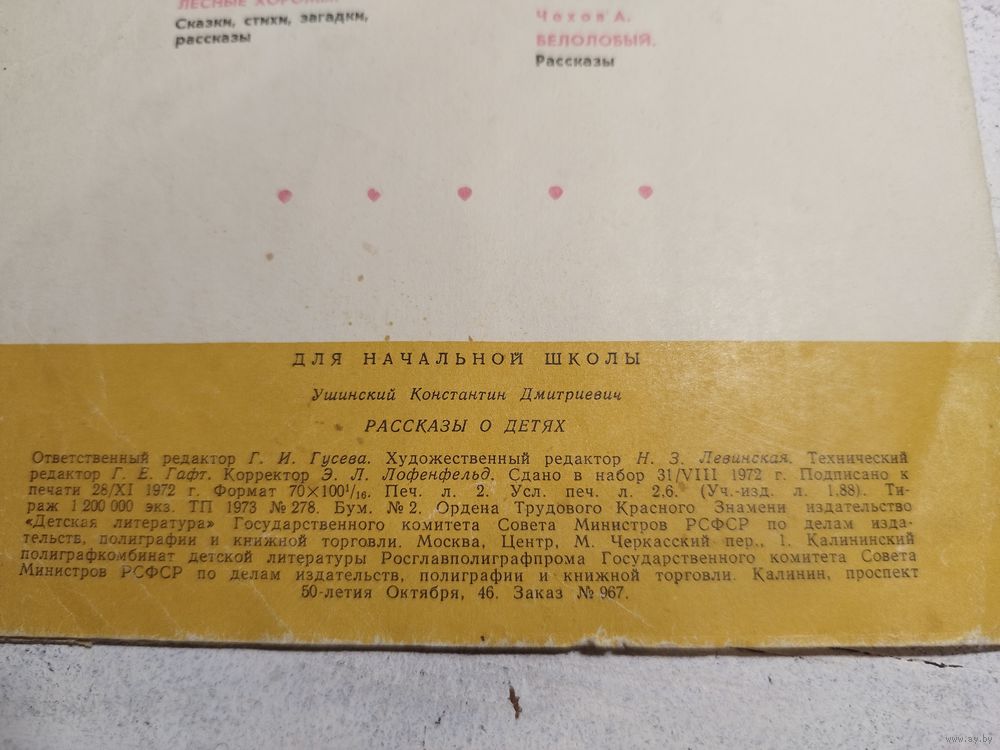 ЛЕСНЫЕ ХОРОМЫ.
Сказки, стихи, загадки,
рассказы
Чехов А.
БЕЛОЛОБЫЙ.
Рассказы
ДЛЯ НАЧАЛЬНОЙ ШКОЛЫ
Ушинский Константин Дмитриевич
РАССКАЗЫ О ДЕТЯХ
Ответственный редактор Г. И. Гусева. Художественный редактор Н. З. Левинская. Технический
редактор Г. Е. Гафт. Корректор Э. Л. Лофенфельд. Сдано в набор 31/VIII 1972 г. Подписано к
печати 28/XI 1972 г. Формат 70×100¹/₁₆. Печ. л. 2. Усл. печ. л. 2,6. (Уч.-изд. л. 1,88). Ти-
раж 1 200 000 экз. ТП 1973 № 278. Бум. № 2. Ордена Трудового Красного Знамени издательство
«Детская литература» Государственного комитета Совета Министров РСФСР по делам изда-
тельств, полиграфии и книжной торговли. Москва, Центр, М. Черкасский пер., 1. Калининский
полиграфкомбинат детской литературы Росглавполиграфпрома Государственного комитета Совета
Министров РСФСР по делам издательств, полиграфии и книжной торговли. Калинин, проспект
50-летия Октября, 46. Заказ № 967.
www.ay.by